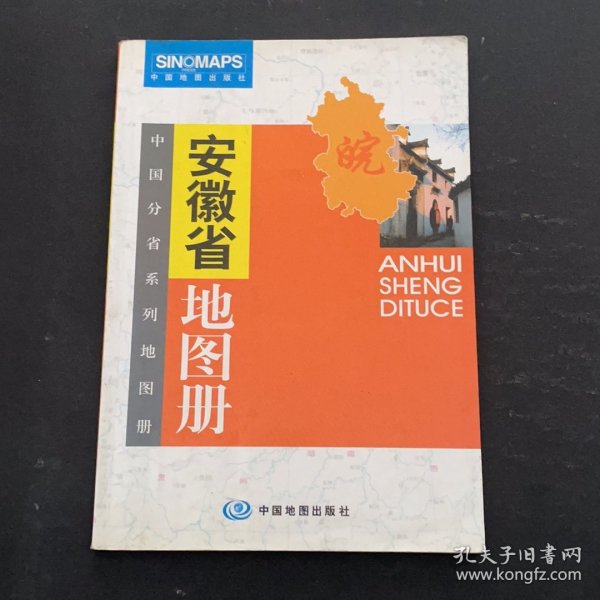 SINOMAPS
PRESS
中国地图出版社
中国分省系列地图册
安徽省
地图册
皖
ANHUI
SHENG
DITUCE
中国地图出版社
孔夫子旧书网
www.kongfz.com